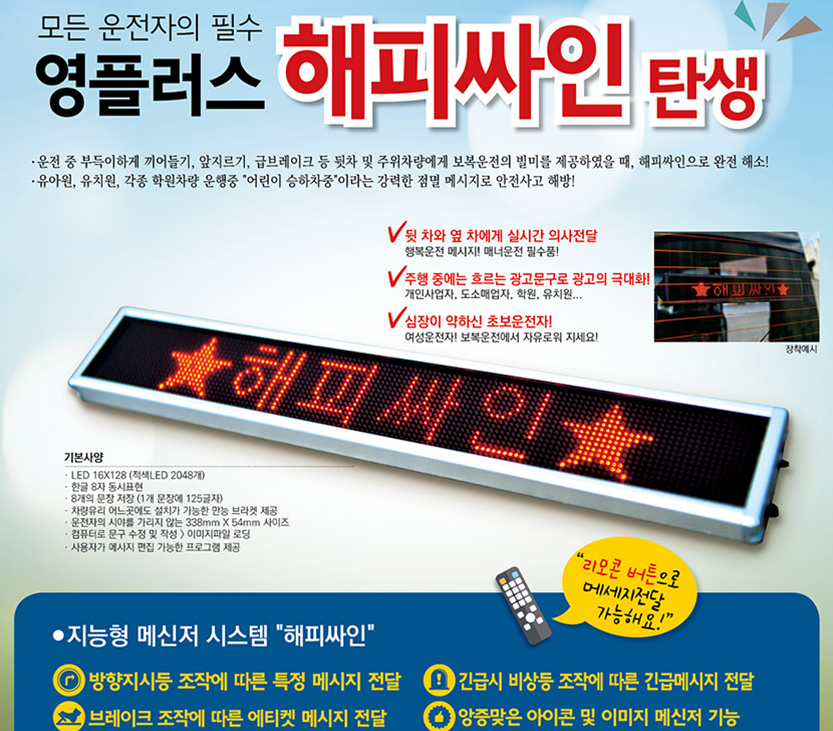 모든 운전자의 필수
영플러스 해피싸인 탄생
· 운전 중 부득이하게 끼어들기, 앞지르기, 급브레이크 등 뒷차 및 주위차량에게 보복운전의 빌미를 제공하였을 때, 해피싸인으로 완전 해소!
· 유아원, 유치원, 각종 학원차량 운행중 "어린이 승하차중"이라는 강력한 점멸 메시지로 안전사고 해방!
뒷 차와 옆 차에게 실시간 의사전달
행복운전 메시지! 매너운전 필수품!
주행 중에는 흐르는 광고문구로 광고의 극대화!
개인사업자, 도소매업자, 학원, 유치원...
심장이 약하신 초보운전자!
여성운전자! 보복운전에서 자유로워 지세요!
★해피싸인★
장착예시
★해피싸인★
기본사양
· LED 16X128 (적색LED 2048개)
· 한글 8자 동시표현
· 8개의 문장 저장 (1개 문장에 125글자)
· 차량유리 어느곳에도 설치가 가능한 만능 브라켓 제공
· 운전자의 시야를 가리지 않는 338mm X 54mm 사이즈
· 컴퓨터로 문구 수정 및 작성 > 이미지파일 로딩
· 사용자가 메시지 편집 가능한 프로그램 제공
"리모콘 버튼으로
메세지전달
가능해요!"
●지능형 메신저 시스템 "해피싸인"
방향지시등 조작에 따른 특정 메시지 전달
긴급시 비상등 조작에 따른 긴급메시지 전달
브레이크 조작에 따른 에티켓 메시지 전달
앙증맞은 아이콘 및 이미지 메신저 기능